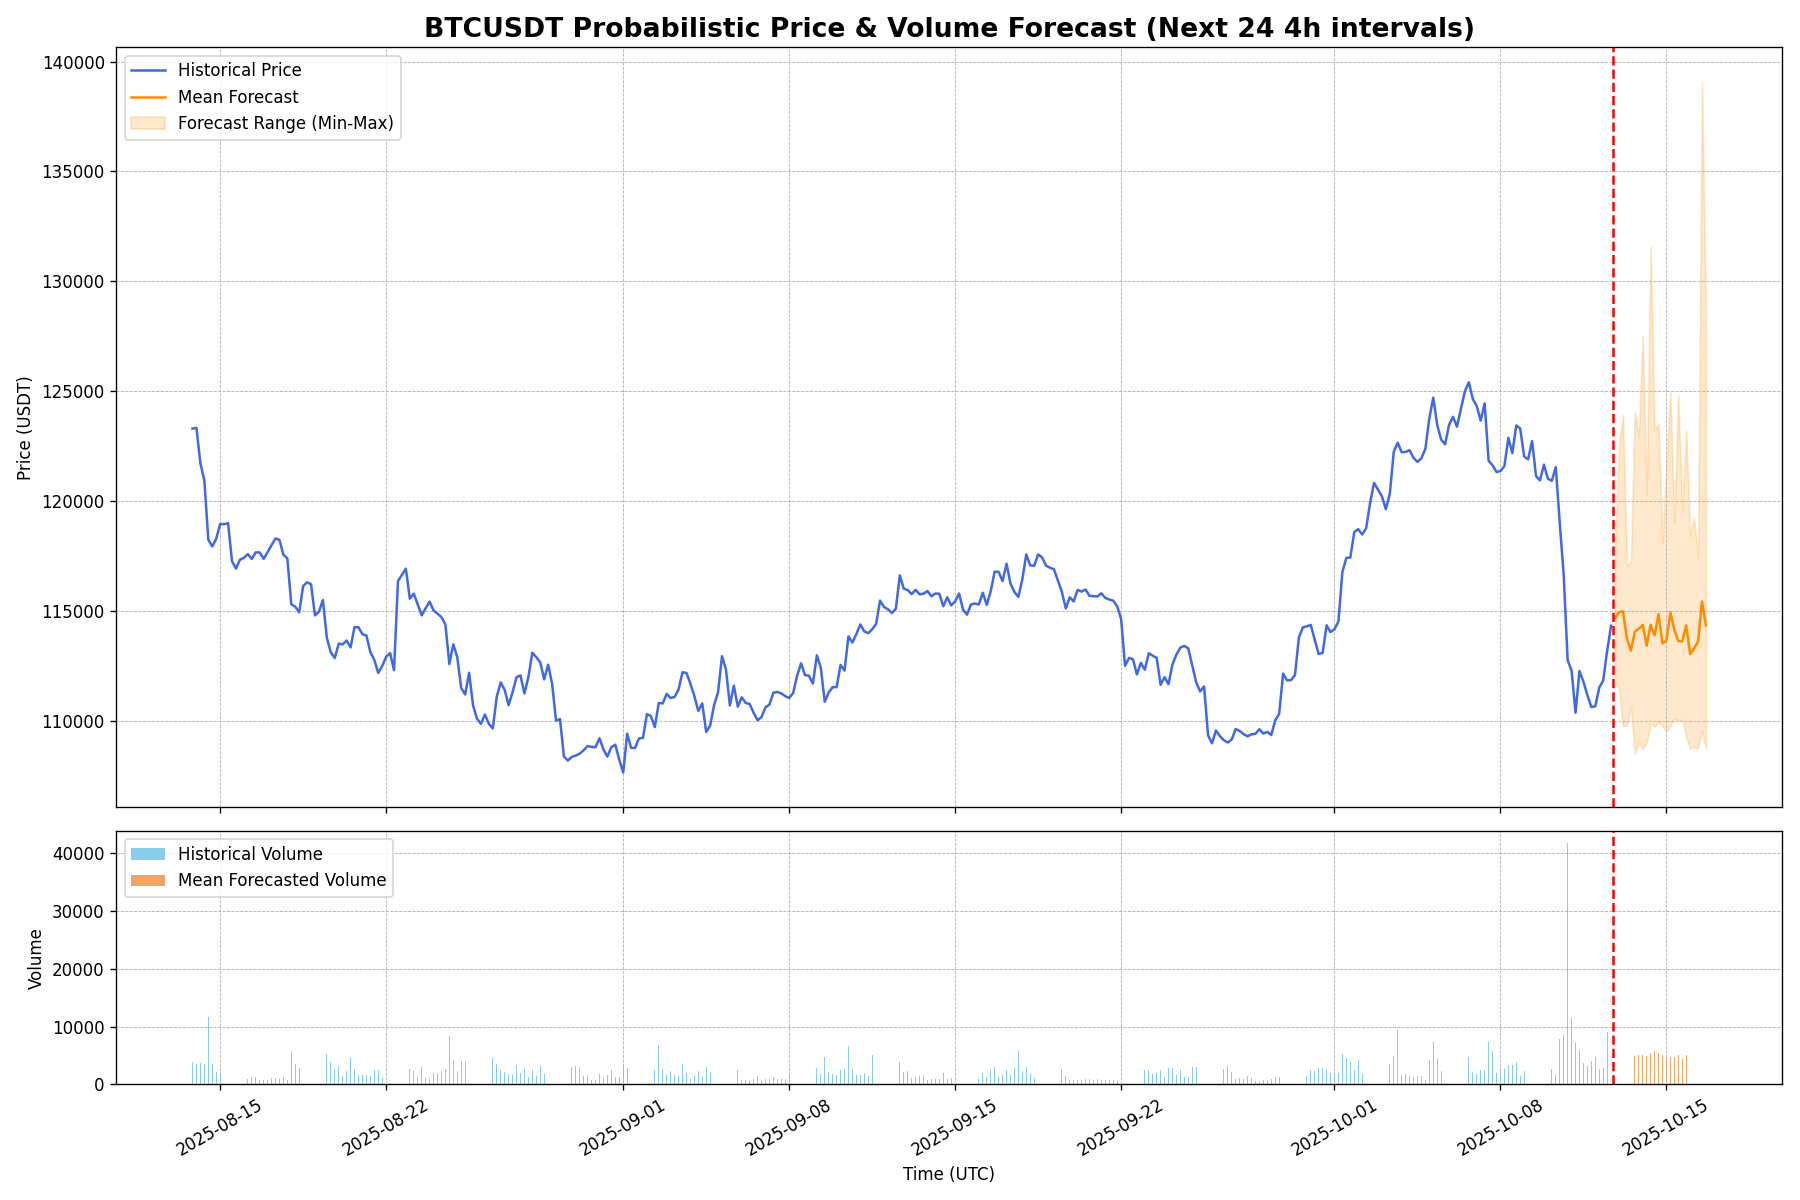 BTCUSDT Probabilistic Price & Volume Forecast (Next 24 4h intervals)
Historical Price
Mean Forecast
Forecast Range (Min-Max)
140000
135000
130000
125000
120000
115000
110000
Price (USDT)
Historical Volume
Mean Forecasted Volume
40000
30000
20000
10000
0
Volume
2025-08-15
2025-08-22
2025-09-01
2025-09-08
2025-09-15
2025-09-22
2025-10-01
2025-10-08
2025-10-15
Time (UTC)